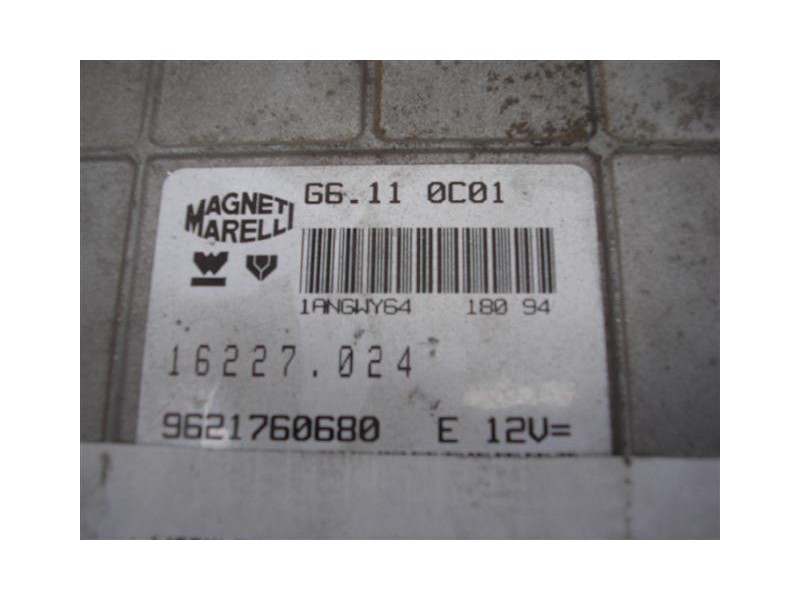 G6.11 0C01
MAGNETI
MARELLI
1ANGWY64 180 94
16227.024
9621760680 E 12V=